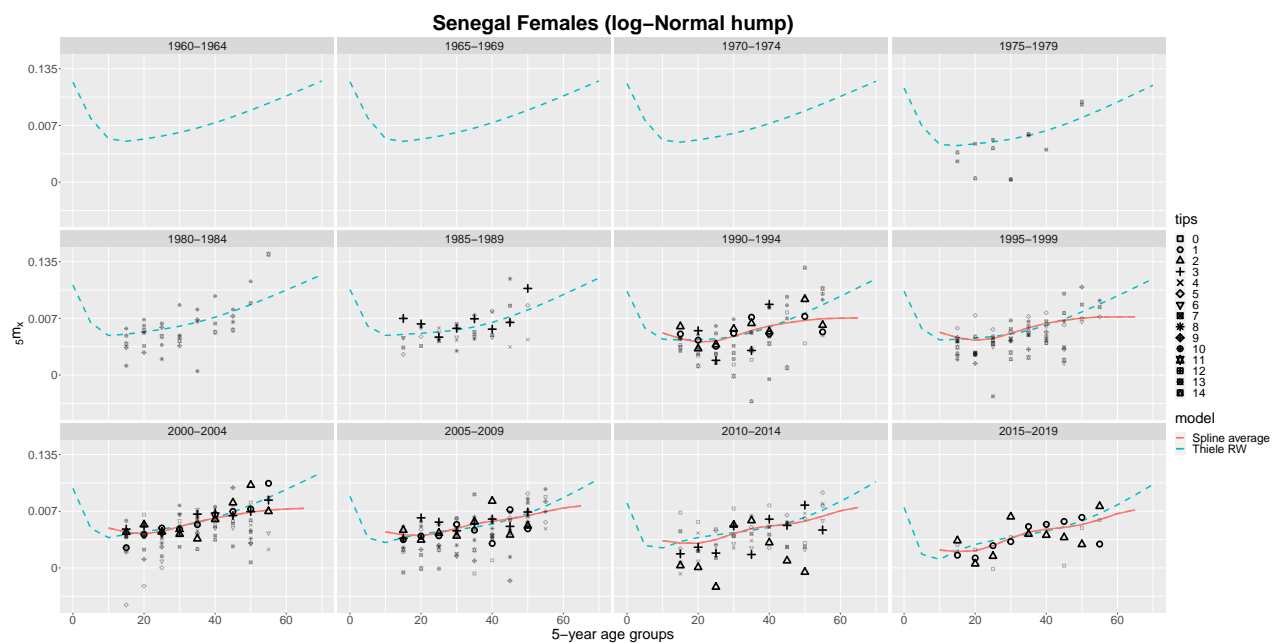 Senegal Females (log−Normal hump)
1960−1964 1965−1969 1970−1974 1975−1979
0.135
0.007
0
1980−1984 1985−1989 1990−1994 1995−1999
0.135
0.007
0
2000−2004 2005−2009 2010−2014 2015−2019
0.135
0.007
0
0 20 40 60 0 20 40 60 0 20 40 60 0 20 40 60
5−year age groups
5mx
tips
0
1
2
3
4
5
6
7
8
9
10
11
12
13
14
model
Spline average
Thiele RW